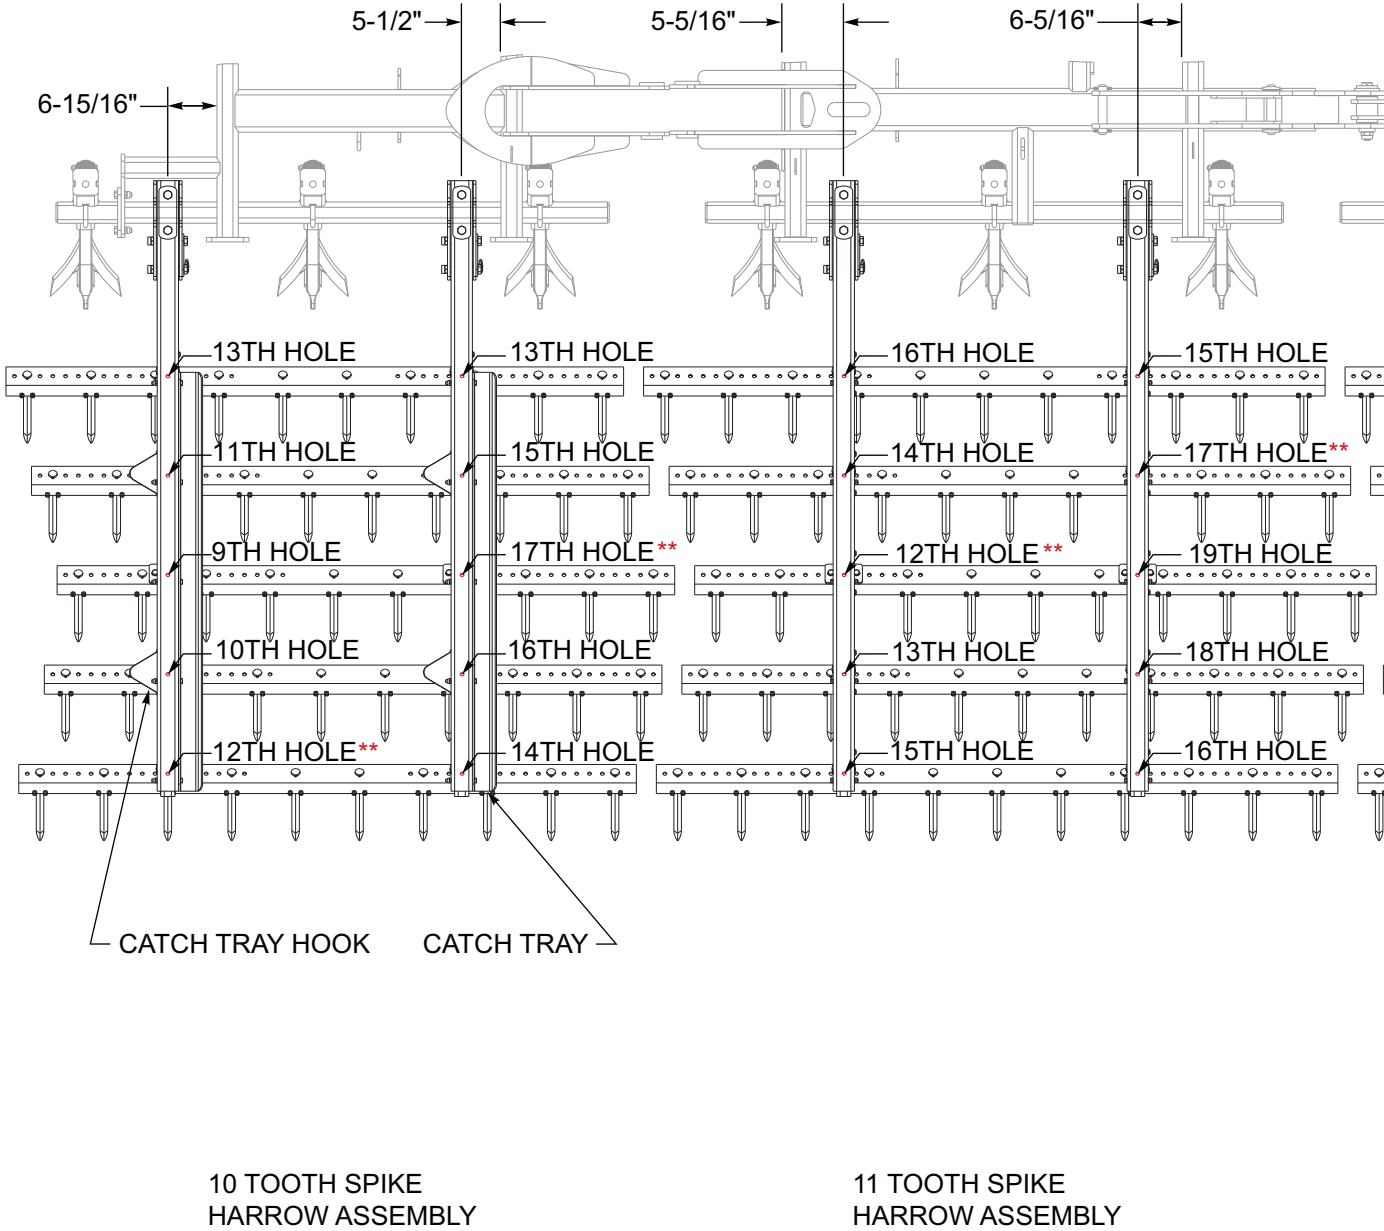 5-1/2"
5-5/16"
6-5/16"
6-15/16"
13TH HOLE
13TH HOLE
16TH HOLE
15TH HOLE
11TH HOLE
15TH HOLE
14TH HOLE
17TH HOLE**
9TH HOLE
17TH HOLE**
12TH HOLE**
19TH HOLE
10TH HOLE
16TH HOLE
13TH HOLE
18TH HOLE
12TH HOLE**
14TH HOLE
15TH HOLE
16TH HOLE
CATCH TRAY HOOK
CATCH TRAY
10 TOOTH SPIKE
HARROW ASSEMBLY
11 TOOTH SPIKE
HARROW ASSEMBLY